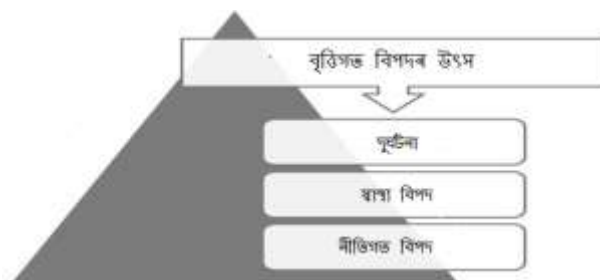 বৃত্তিগত বিপদৰ উৎস
দূৰ্ঘটনা
স্বাস্থ্য বিপদ
নীতিগত বিপদ